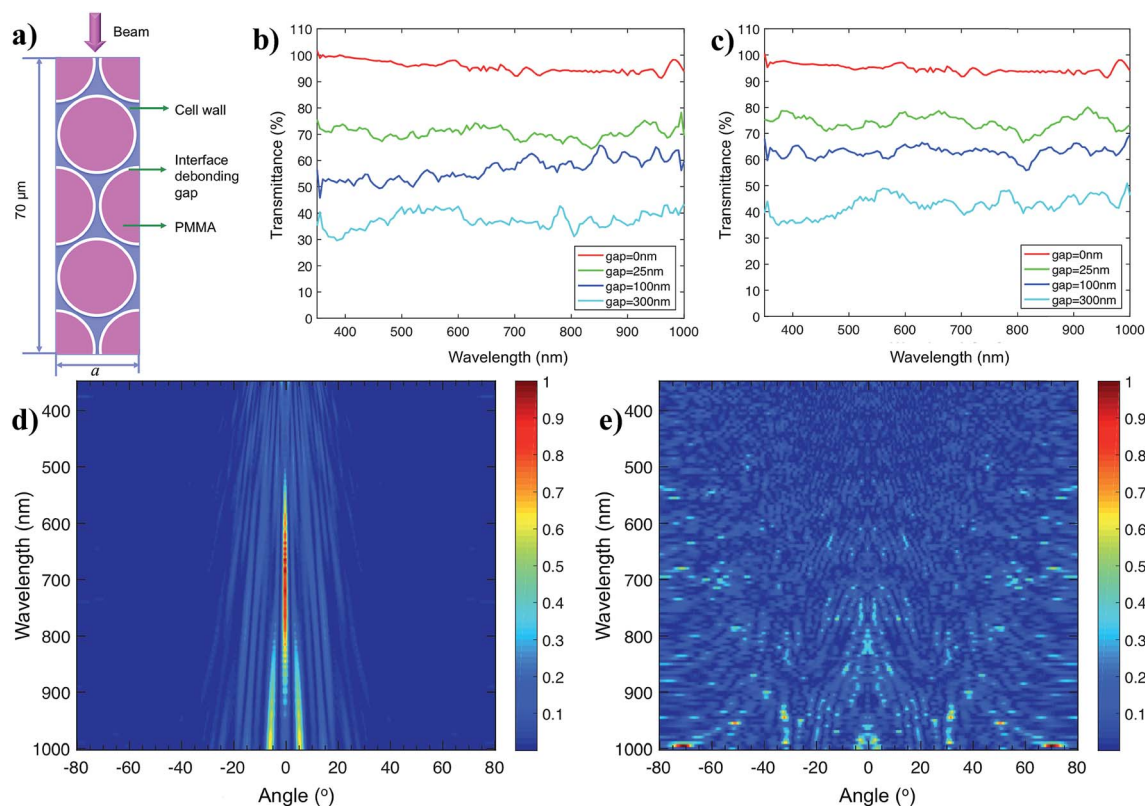 a)
Beam
Cell wall
Interface
debonding
gap
PMMA
70 µm
a
b)
110
100
90
80
70
60
50
40
30
20
10
0
Transmittance (%)
400 500 600 700 800 900 1000
Wavelength (nm)
gap=0nm
gap=25nm
gap=100nm
gap=300nm
c)
110
100
90
80
70
60
50
40
30
20
10
0
Transmittance (%)
400 500 600 700 800 900 1000
Wavelength (nm)
gap=0nm
gap=25nm
gap=100nm
gap=300nm
d)
400
500
600
700
800
900
1000
Wavelength (nm)
-80 -60 -40 -20 0 20 40 60 80
Angle (°)
1
0.9
0.8
0.7
0.6
0.5
0.4
0.3
0.2
0.1
e)
400
500
600
700
800
900
1000
Wavelength (nm)
-80 -60 -40 -20 0 20 40 60 80
Angle (°)
1
0.9
0.8
0.7
0.6
0.5
0.4
0.3
0.2
0.1